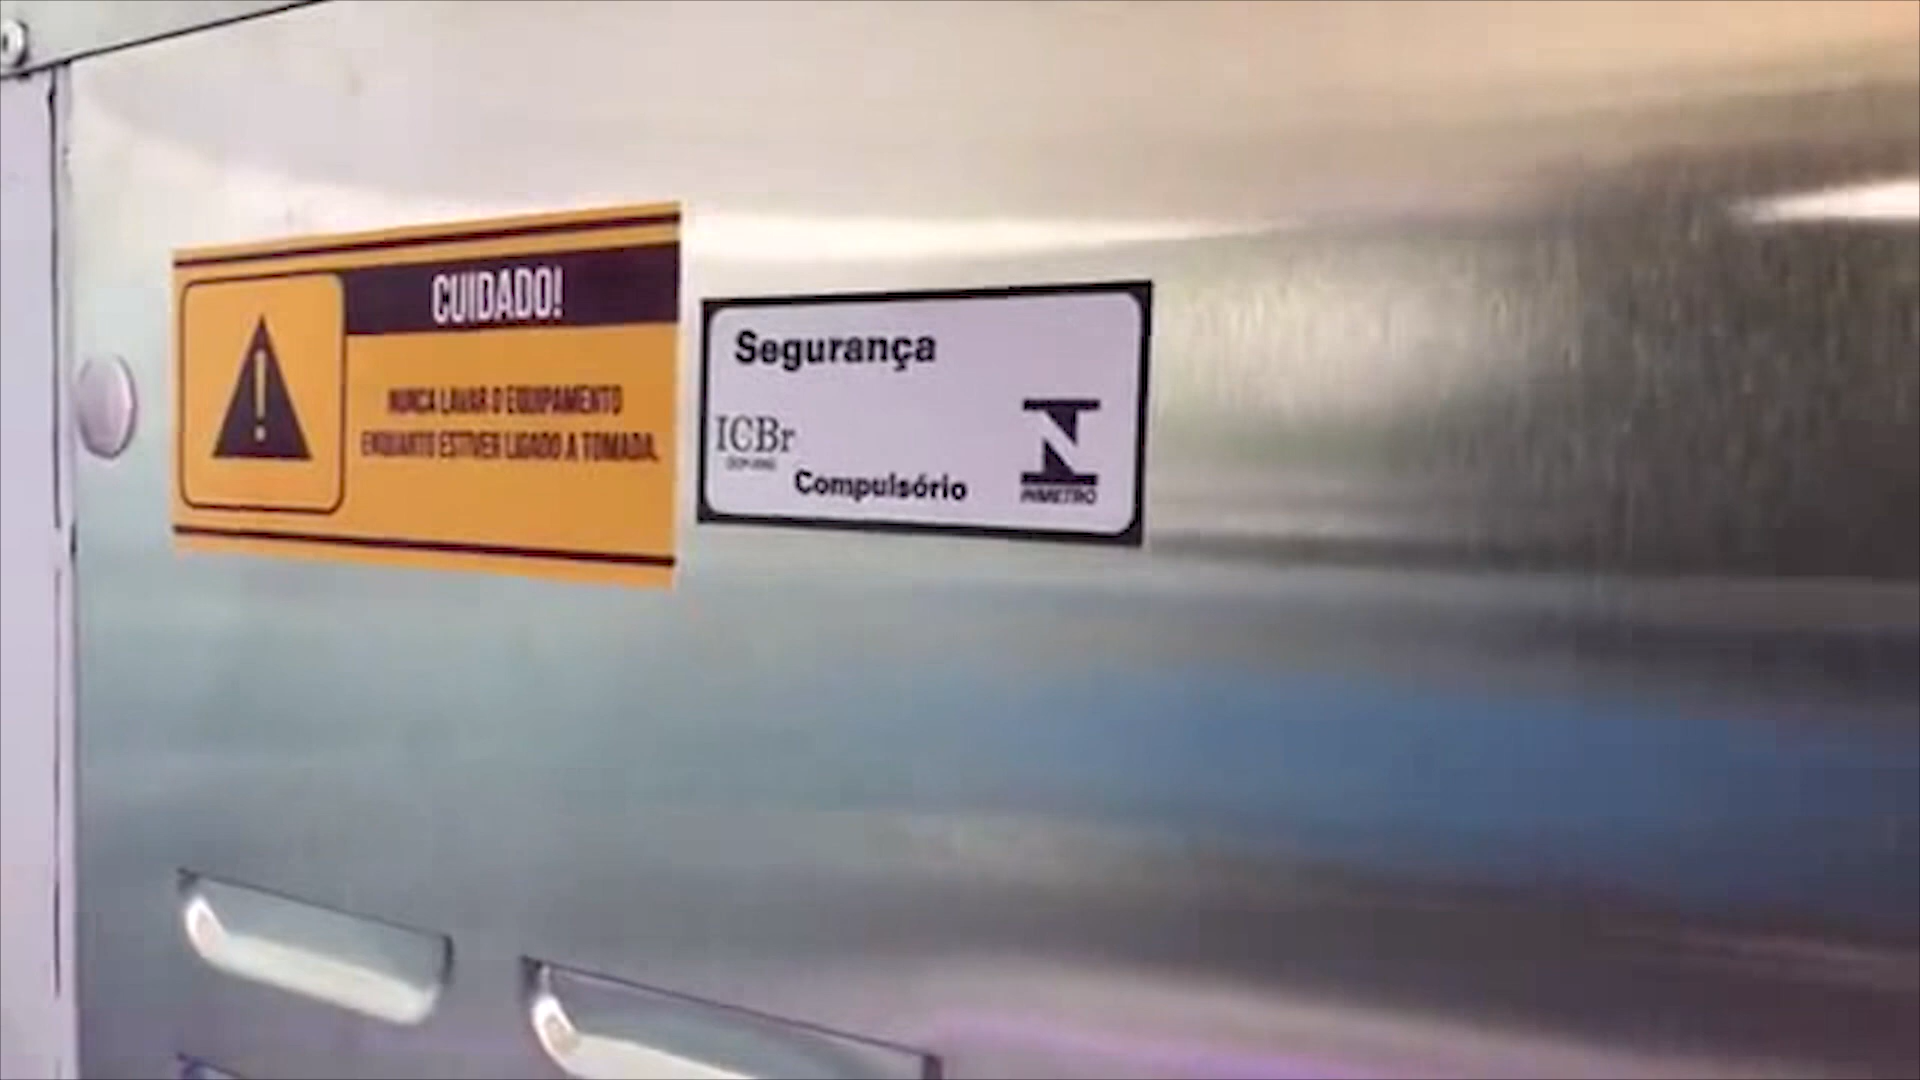 CUIDADO!
NUNCA LAVAR O EQUIPAMENTO
ENQUANTO ESTIVER LIGADO A TOMADA.
Segurança
ICBr
Compulsório
INMETRO